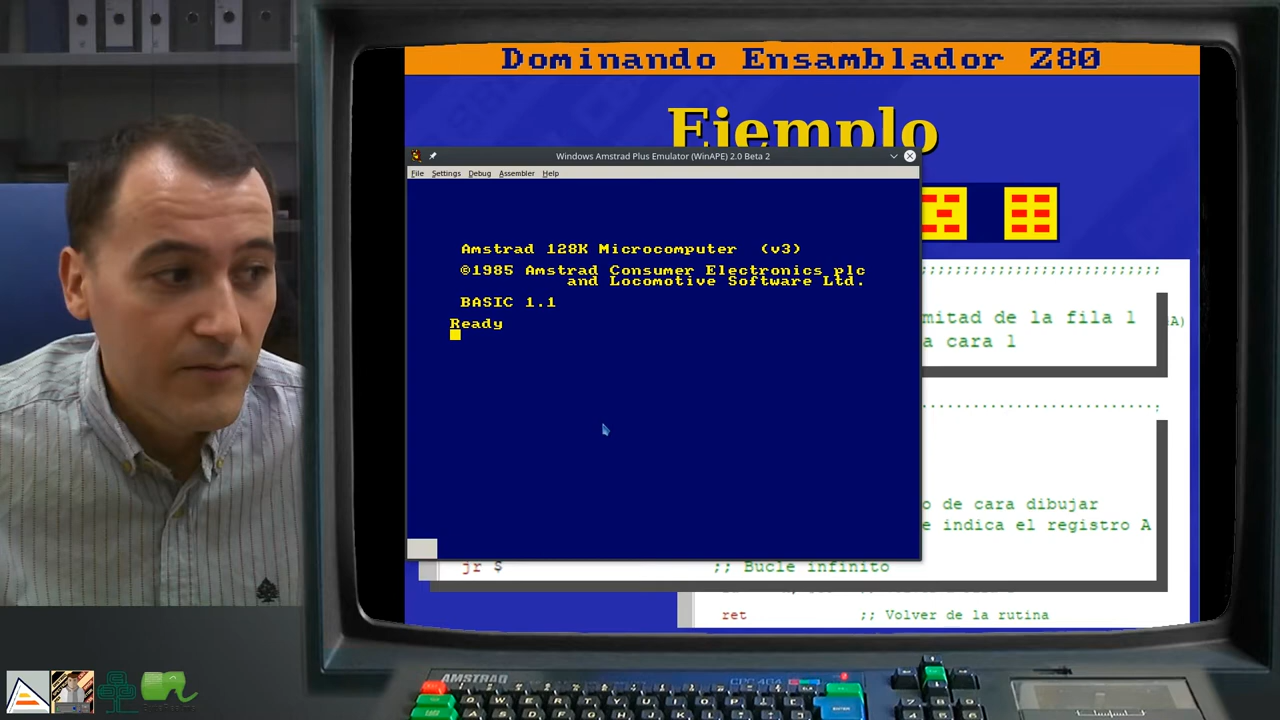 Dominando Ensamblador Z80
Ejemplo
Windows Amstrad Plus Emulator (WinAPE) 2.0 Beta 2
File Settings Debug Assembler Help
Amstrad 128K Microcomputer (v3)
©1985 Amstrad Consumer Electronics plc
and Locomotive Software Ltd.
BASIC 1.1
Ready
;;;;;;;;;;;;;;;;;;;;;;;;;;;
mitad de la fila 1
A)
a cara 1
o de cara dibujar
e indica el registro A
jr $ ;; Bucle infinito
ret ;; Volver de la rutina
AMSTRAD
CPC 464